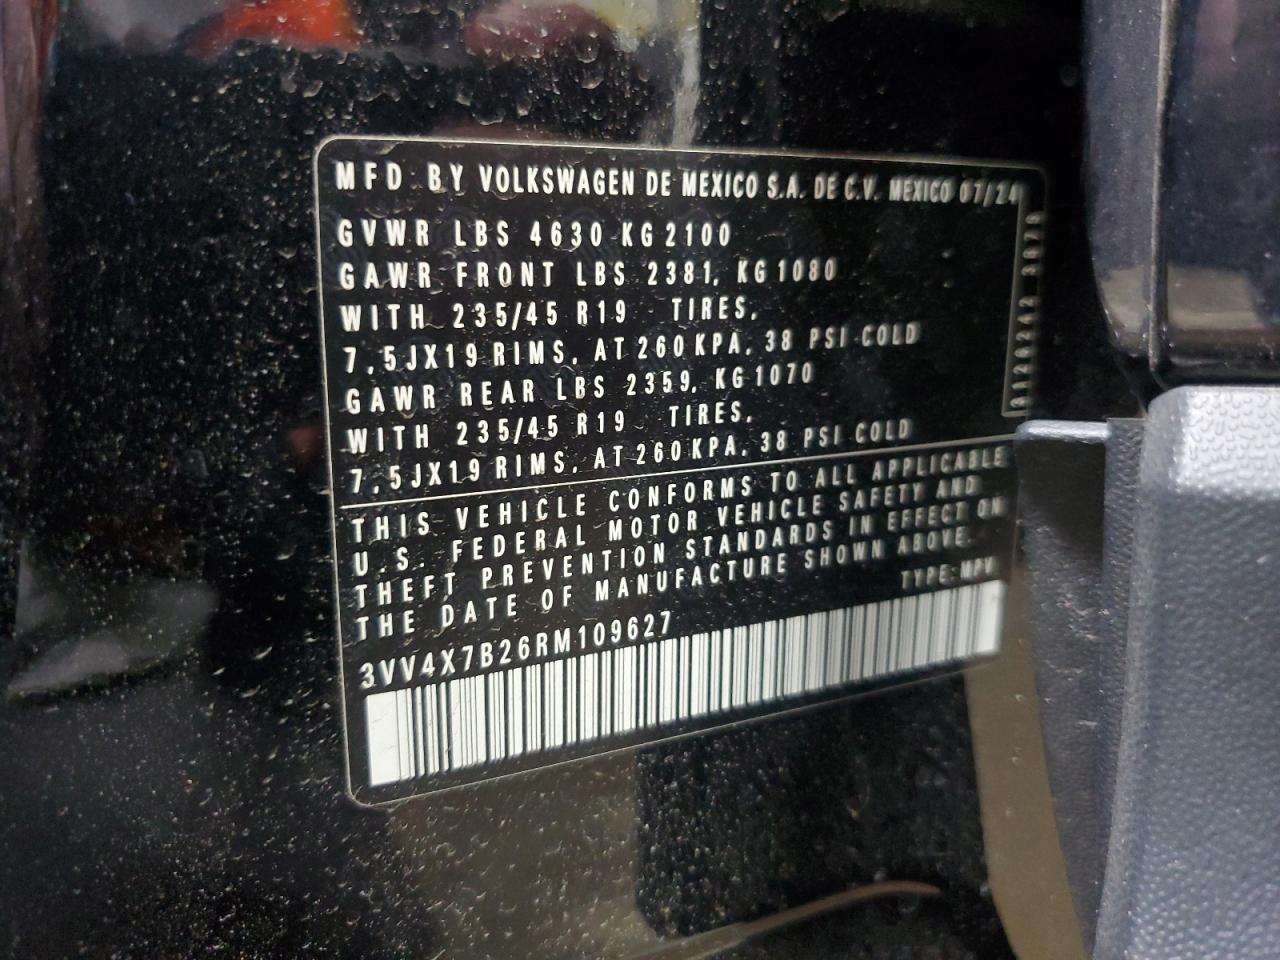 MFD BY VOLKSWAGEN DE MEXICO S.A. DE C.V. MEXICO 07/24
GVWR LBS 4630 KG 2100
GAWR FRONT LBS 2381, KG 1080
WITH 235/45 R19 TIRES,
7.5JX19 RIMS, AT 260 KPA, 38 PSI COLD
GAWR REAR LBS 2359, KG 1070
WITH 235/45 R19 TIRES,
7.5JX19 RIMS, AT 260 KPA, 38 PSI COLD
THIS VEHICLE CONFORMS TO ALL APPLICABLE
U.S. FEDERAL MOTOR VEHICLE SAFETY AND
THEFT PREVENTION STANDARDS IN EFFECT ON
THE DATE OF MANUFACTURE SHOWN ABOVE.
TYPE: MPV
3VV4X7B26RM109627